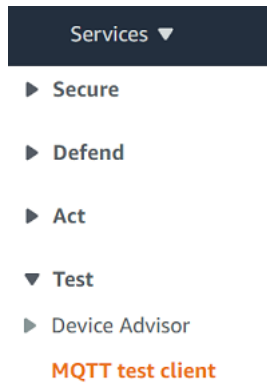 Services
Secure
Defend
Act
Test
Device Advisor
MQTT test client